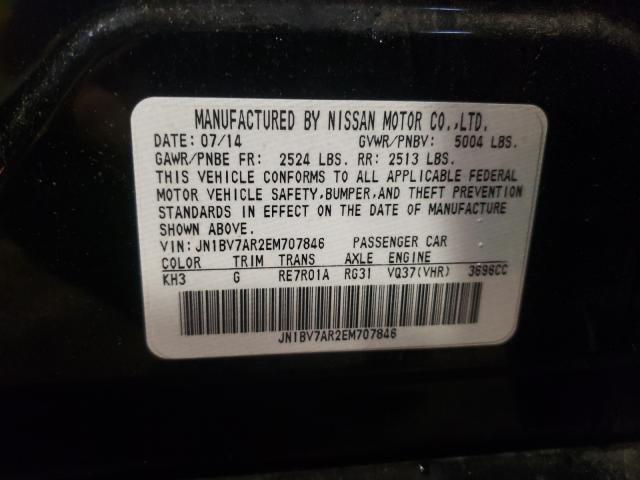 MANUFACTURED BY NISSAN MOTOR CO.,LTD.
DATE: 07/14 GVWR/PNBV: 5004 LBS.
GAWR/PNBE FR: 2524 LBS. RR: 2513 LBS.
THIS VEHICLE CONFORMS TO ALL APPLICABLE FEDERAL
MOTOR VEHICLE SAFETY,BUMPER,AND THEFT PREVENTION
STANDARDS IN EFFECT ON THE DATE OF MANUFACTURE
SHOWN ABOVE.
VIN: JN1BV7AR2EM707846 PASSENGER CAR
COLOR TRIM TRANS AXLE ENGINE
KH3 G RE7R01A RG31 VQ37(VHR) 3696CC
JN1BV7AR2EM707846